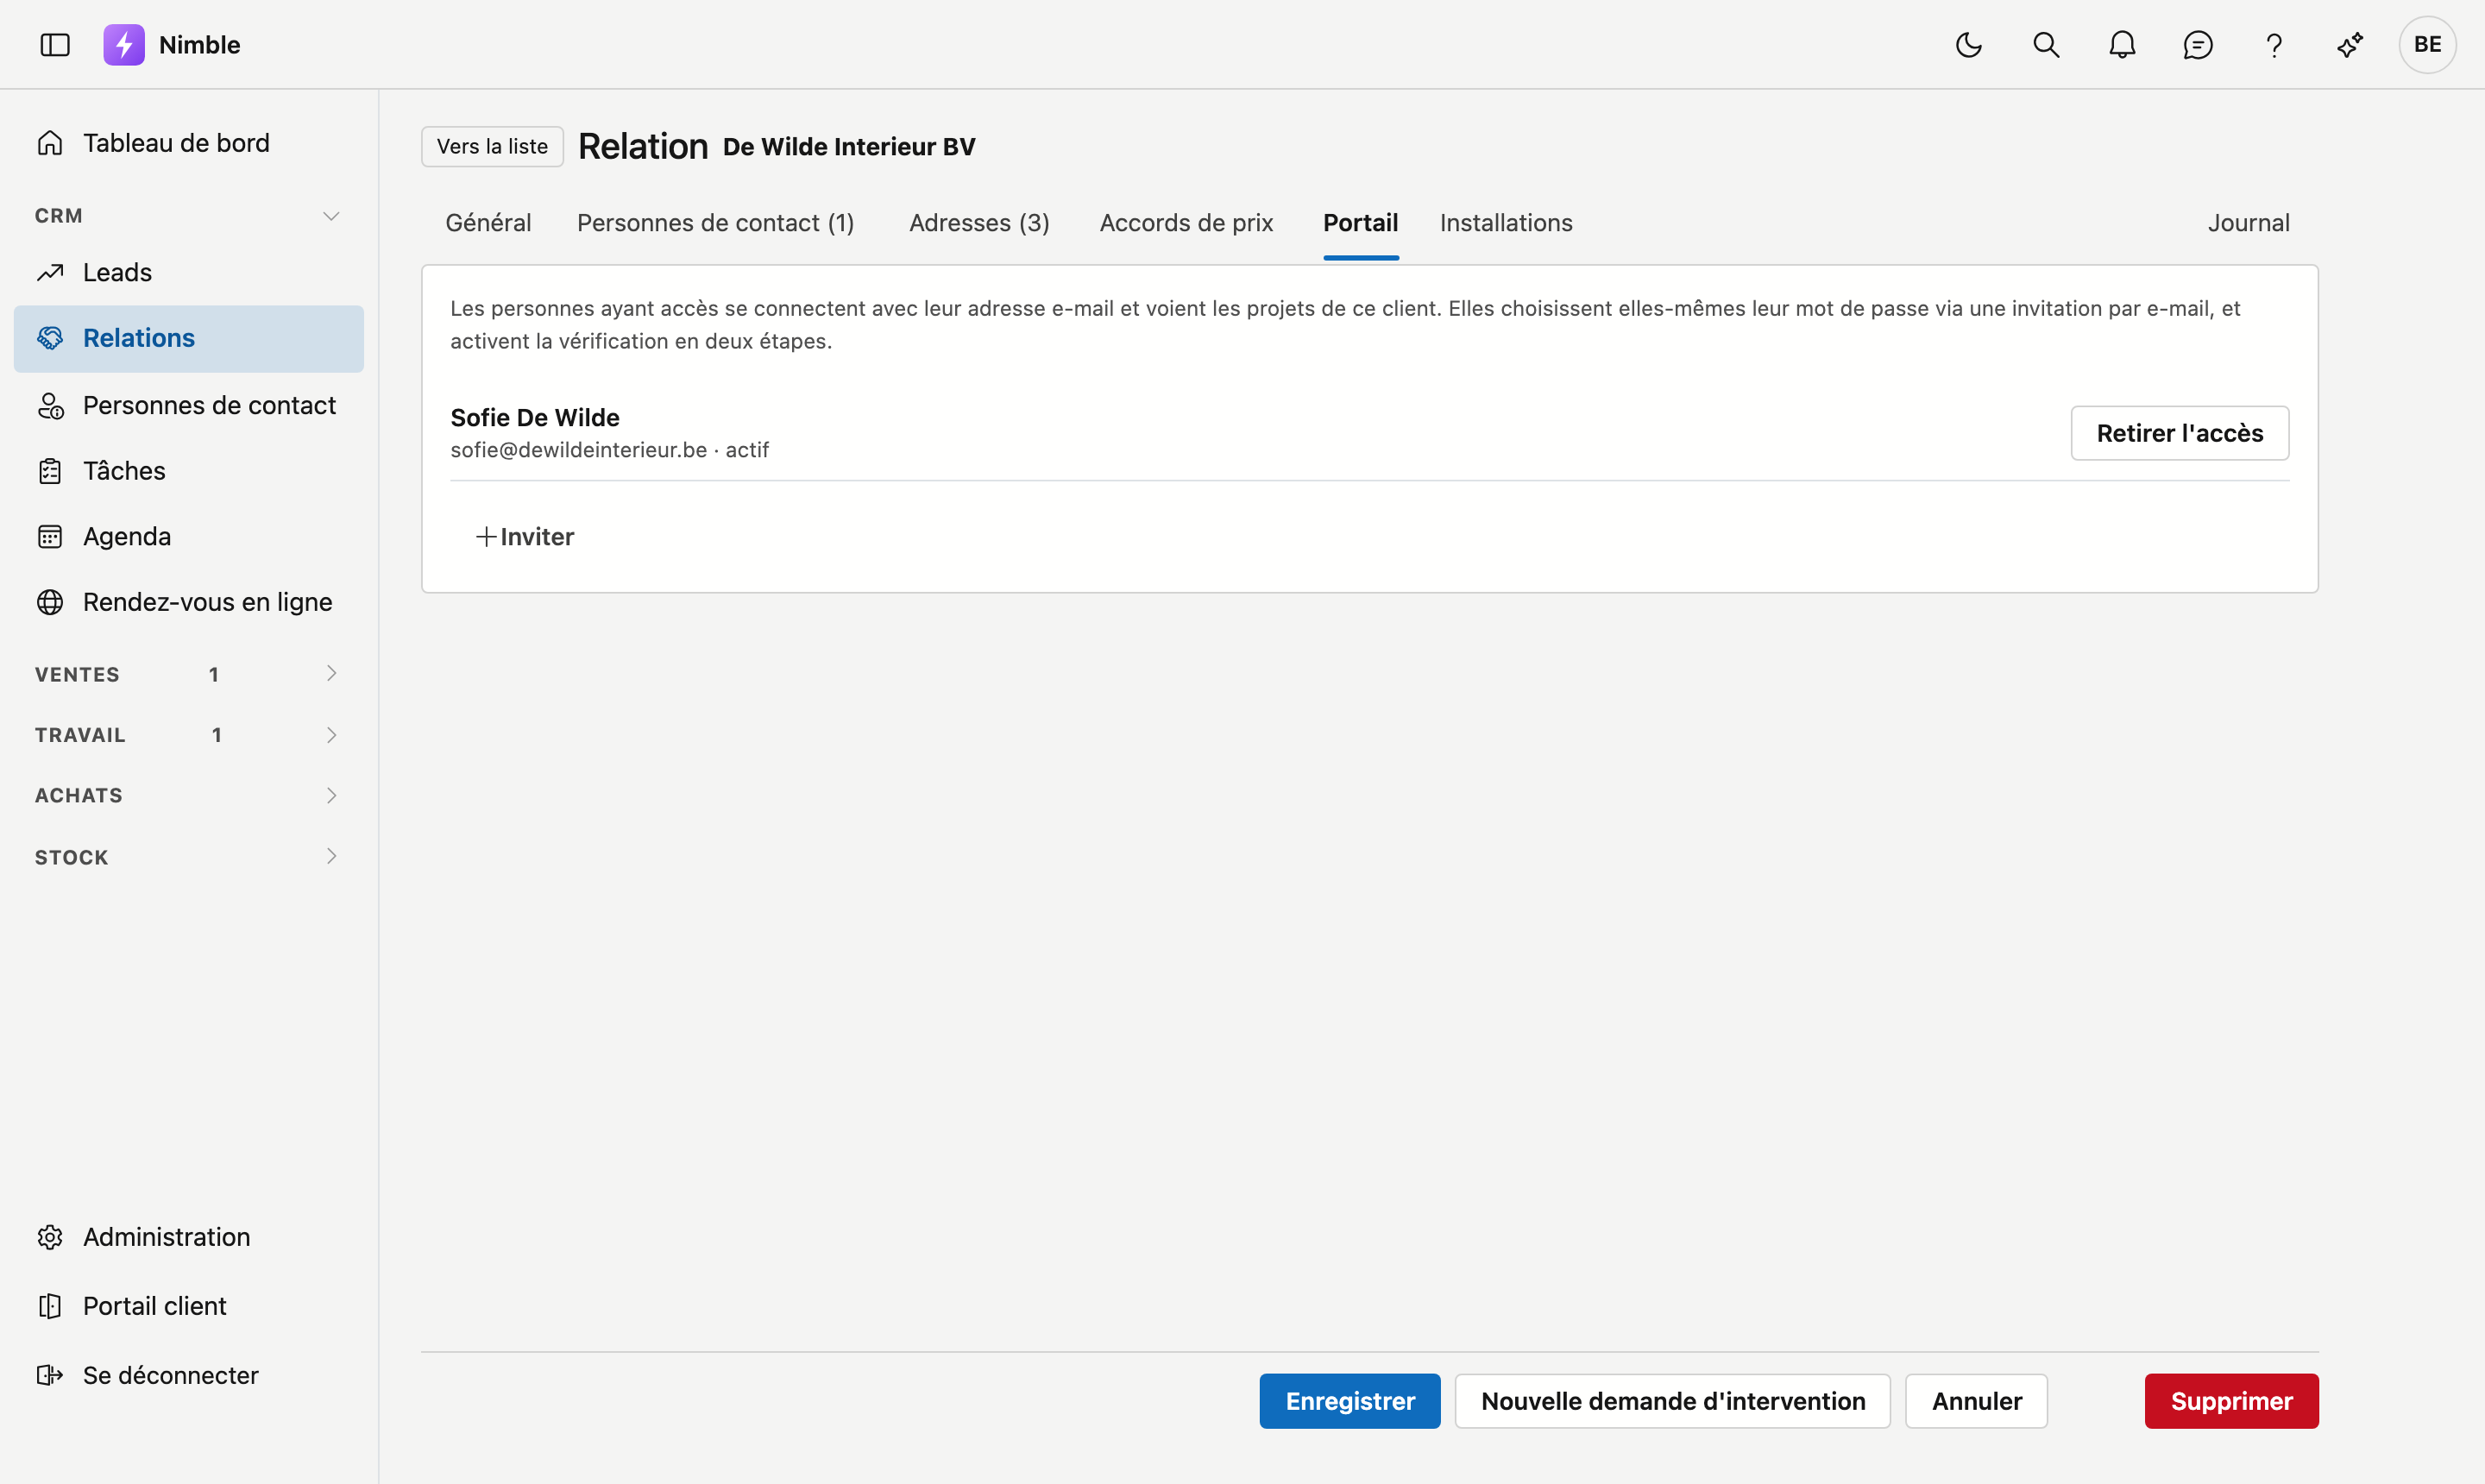 Nimble
BE
Tableau de bord
CRM
Leads
Relations
Personnes de contact
Tâches
Agenda
Rendez-vous en ligne
VENTES 1
TRAVAIL 1
ACHATS
STOCK
Administration
Portail client
Se déconnecter
Vers la liste Relation De Wilde Interieur BV
Général Personnes de contact (1) Adresses (3) Accords de prix Portail Installations Journal
Les personnes ayant accès se connectent avec leur adresse e-mail et voient les projets de ce client. Elles choisissent elles-mêmes leur mot de passe via une invitation par e-mail, et
activent la vérification en deux étapes.
Sofie De Wilde
sofie@dewildeinterieur.be · actif
Retirer l'accès
+Inviter
Enregistrer Nouvelle demande d'intervention Annuler Supprimer